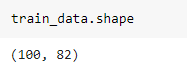 train_data.shape
(100, 82)